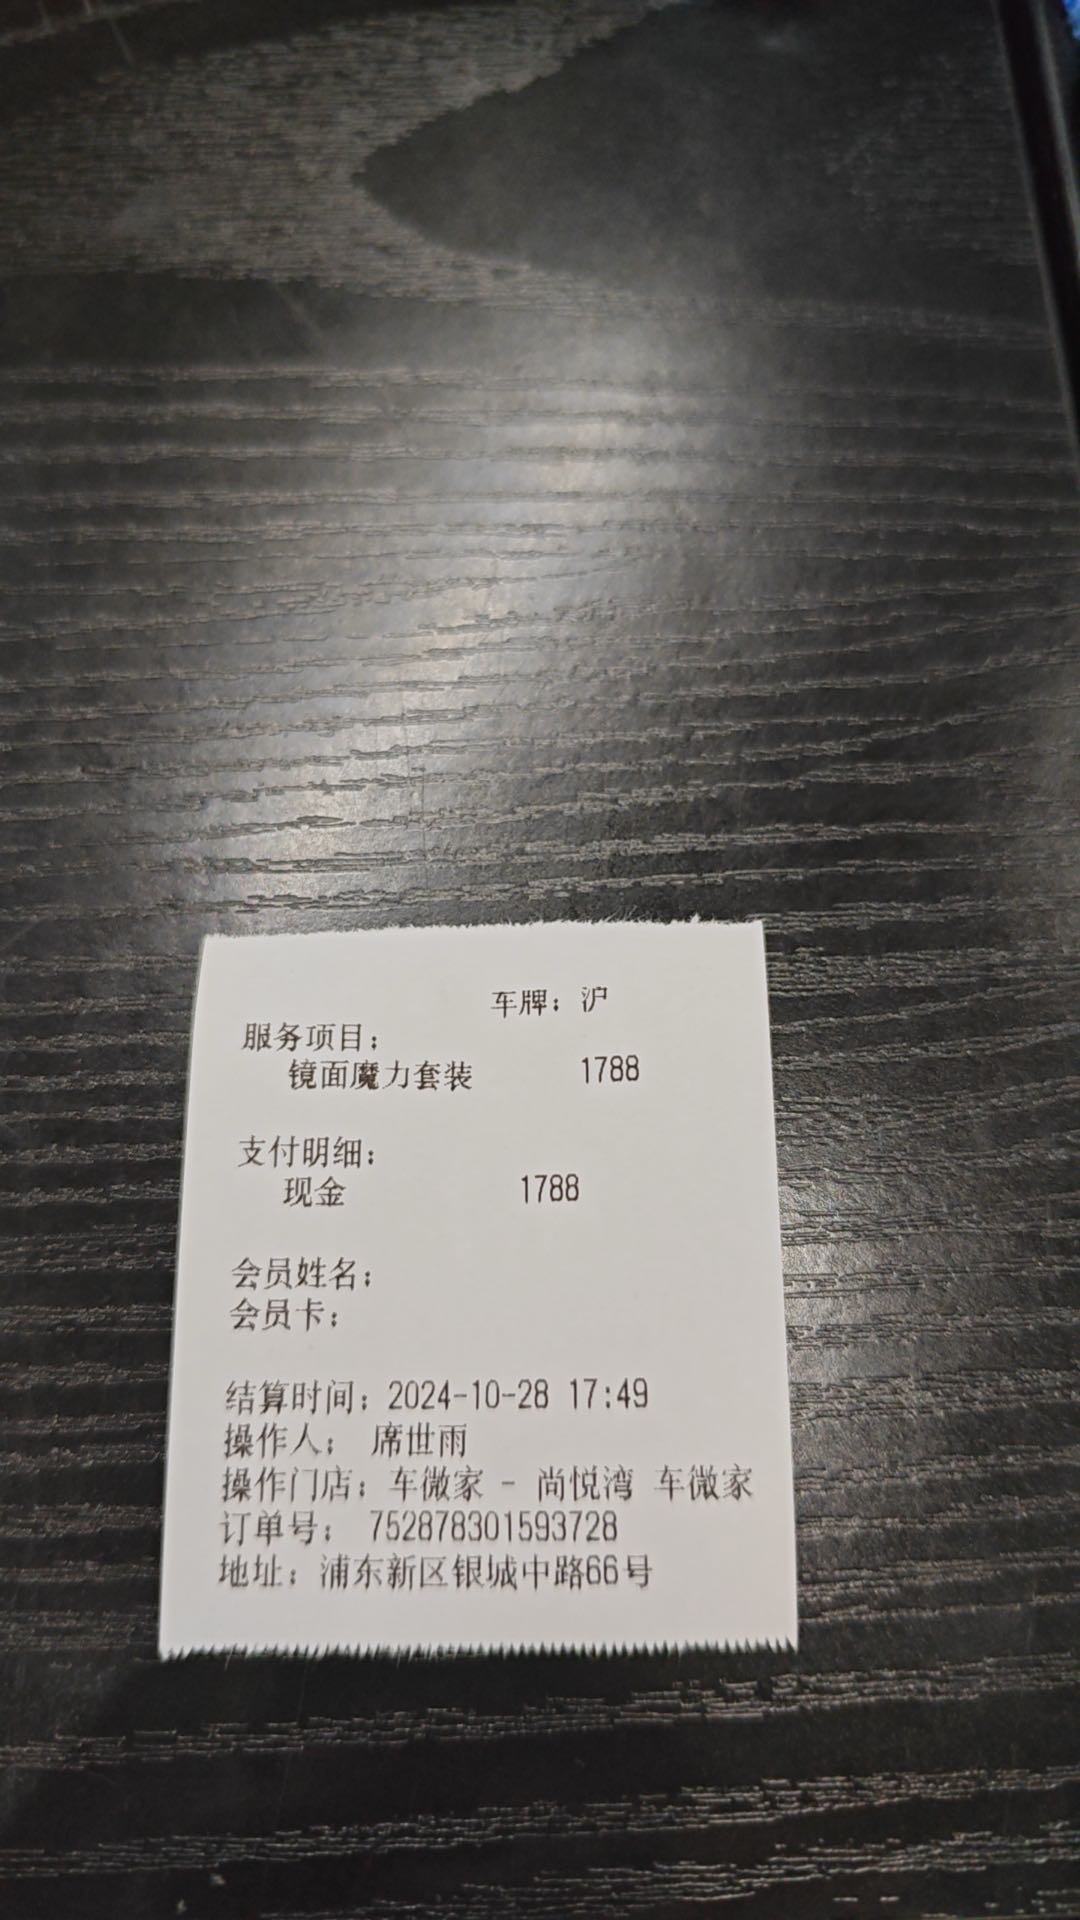 车牌：沪
服务项目：
镜面魔力套装 1788
支付明细：
现金 1788
会员姓名：
会员卡：
结算时间：2024-10-28 17:49
操作人： 席世雨
操作门店：车微家 - 尚悦湾 车微家
订单号： 752878301593728
地址：浦东新区银城中路66号